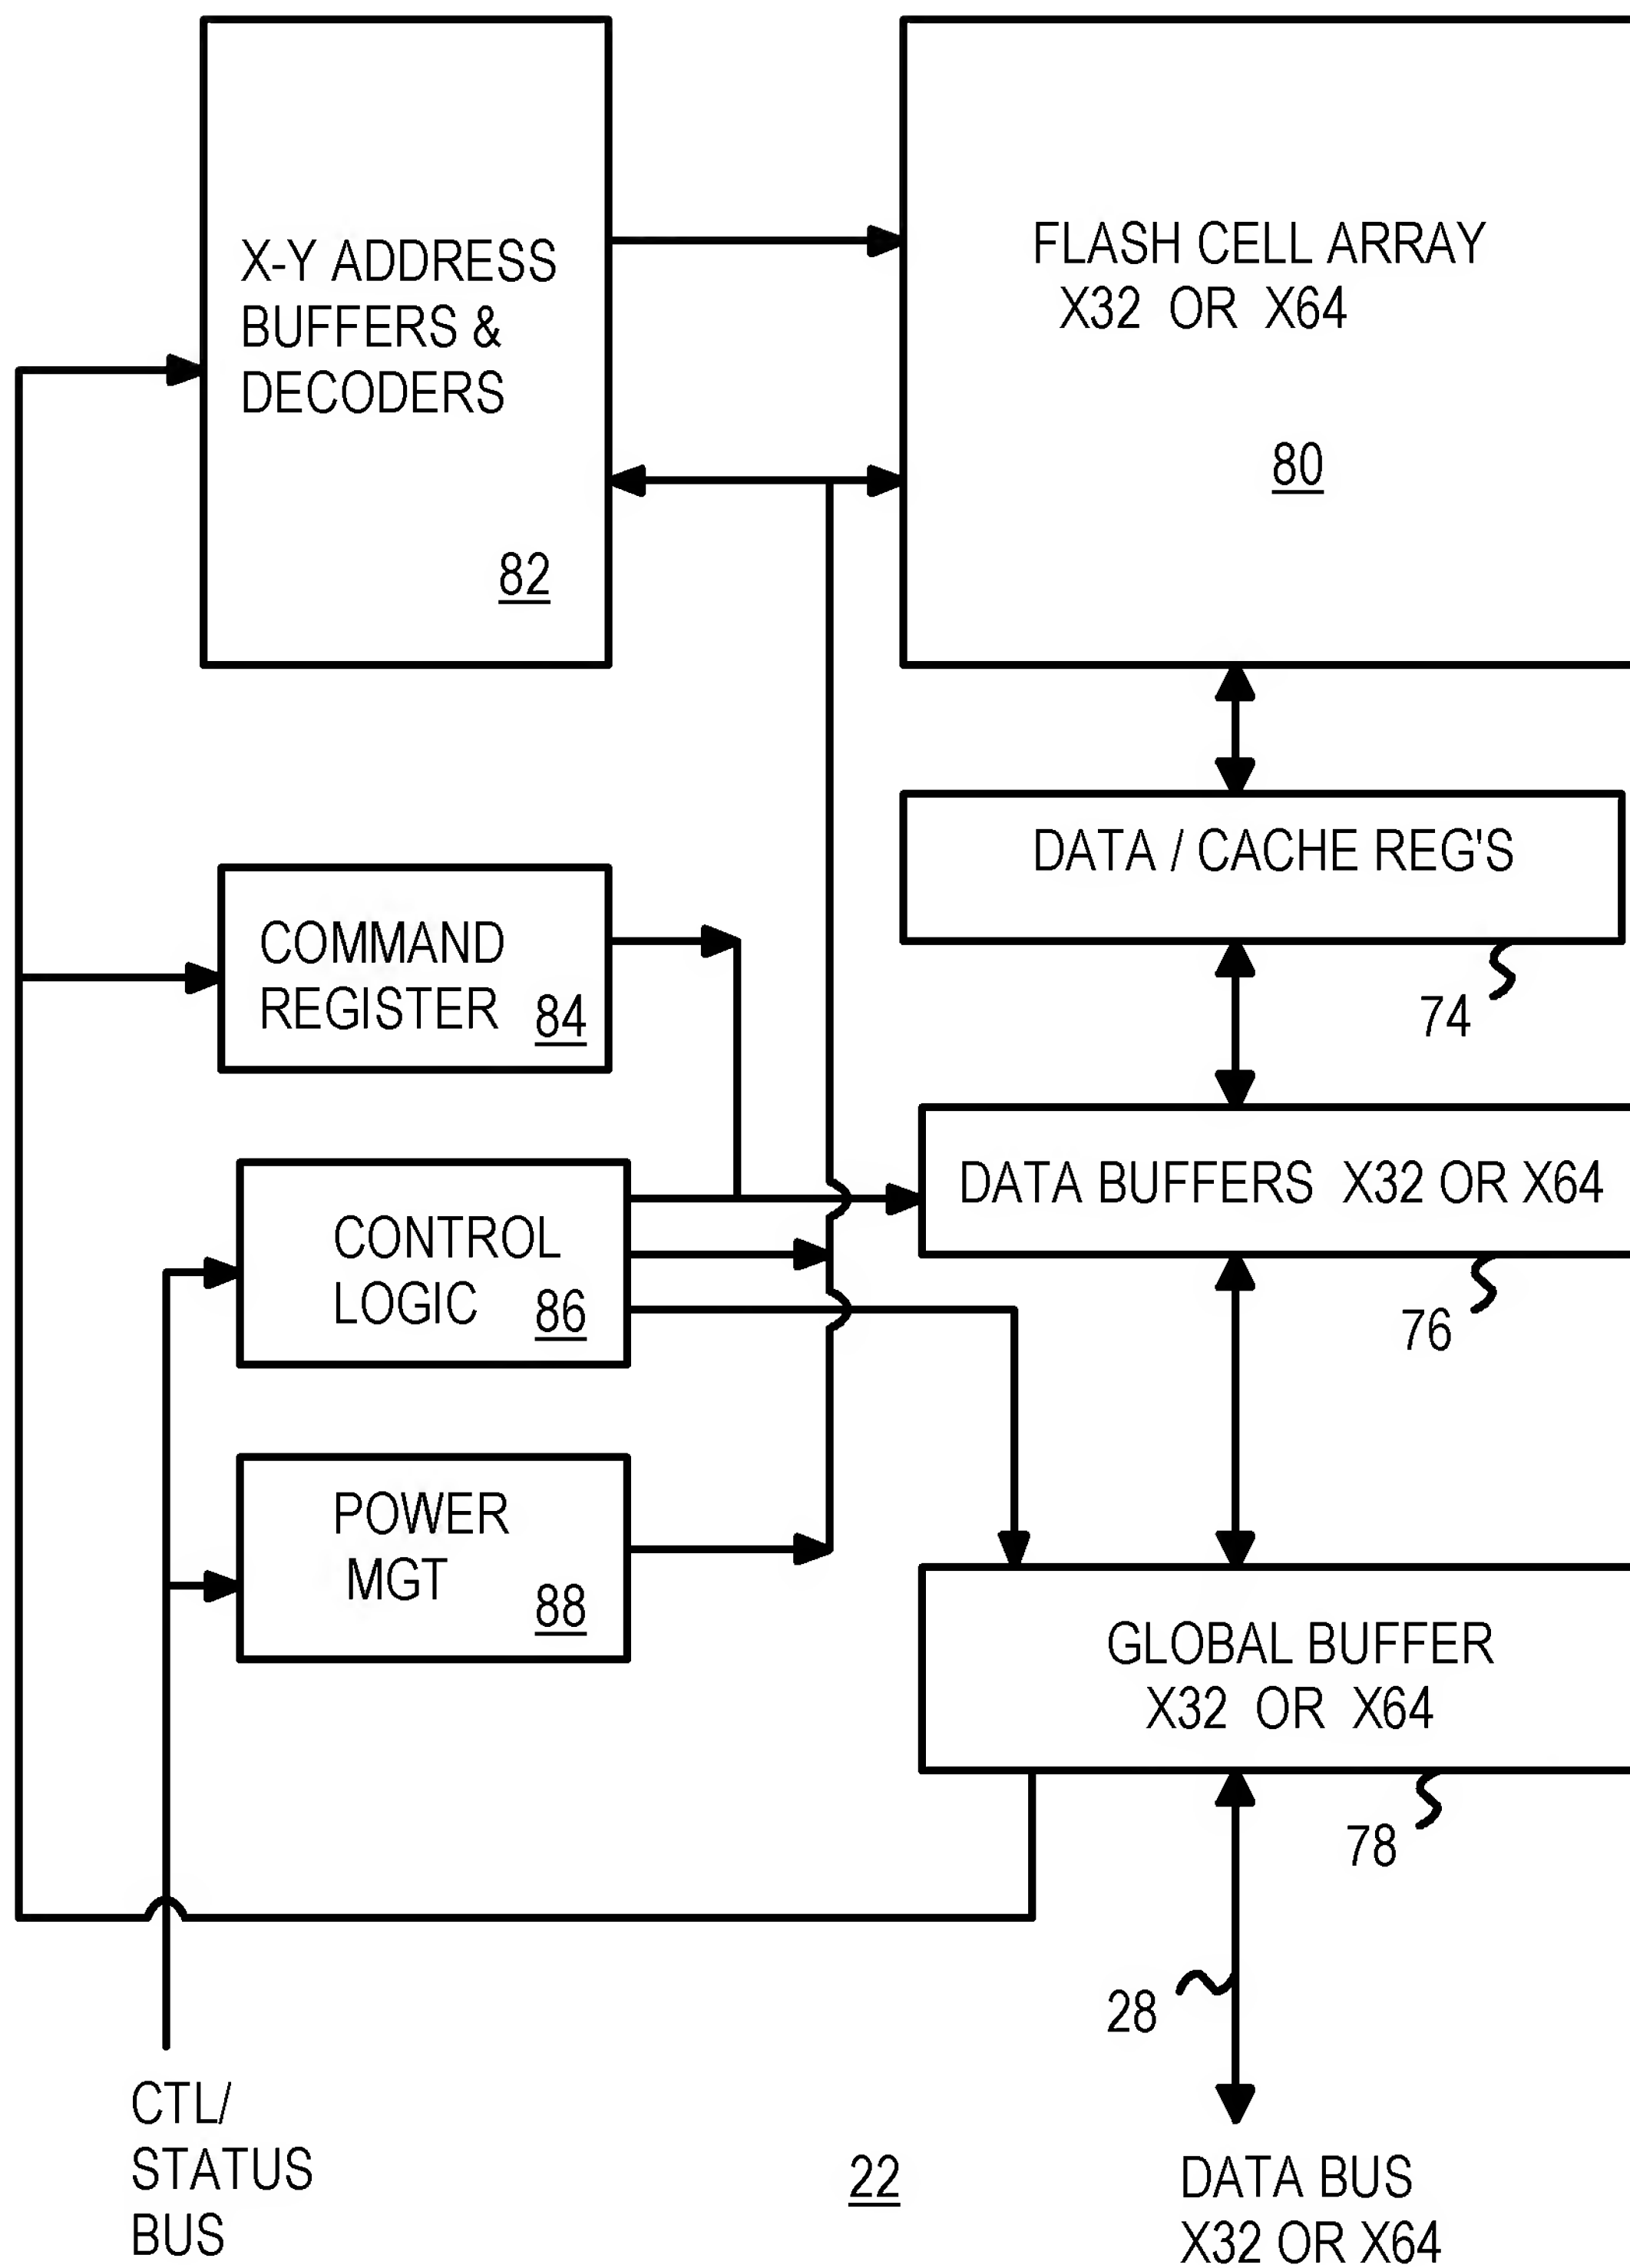 X-Y ADDRESS
BUFFERS &
DECODERS
82
FLASH CELL ARRAY
X32 OR X64
80
DATA / CACHE REG'S
74
COMMAND
REGISTER 84
DATA BUFFERS X32 OR X64
76
CONTROL
LOGIC 86
POWER
MGT 88
GLOBAL BUFFER
X32 OR X64
78
28
CTL/
STATUS
BUS
22
DATA BUS
X32 OR X64